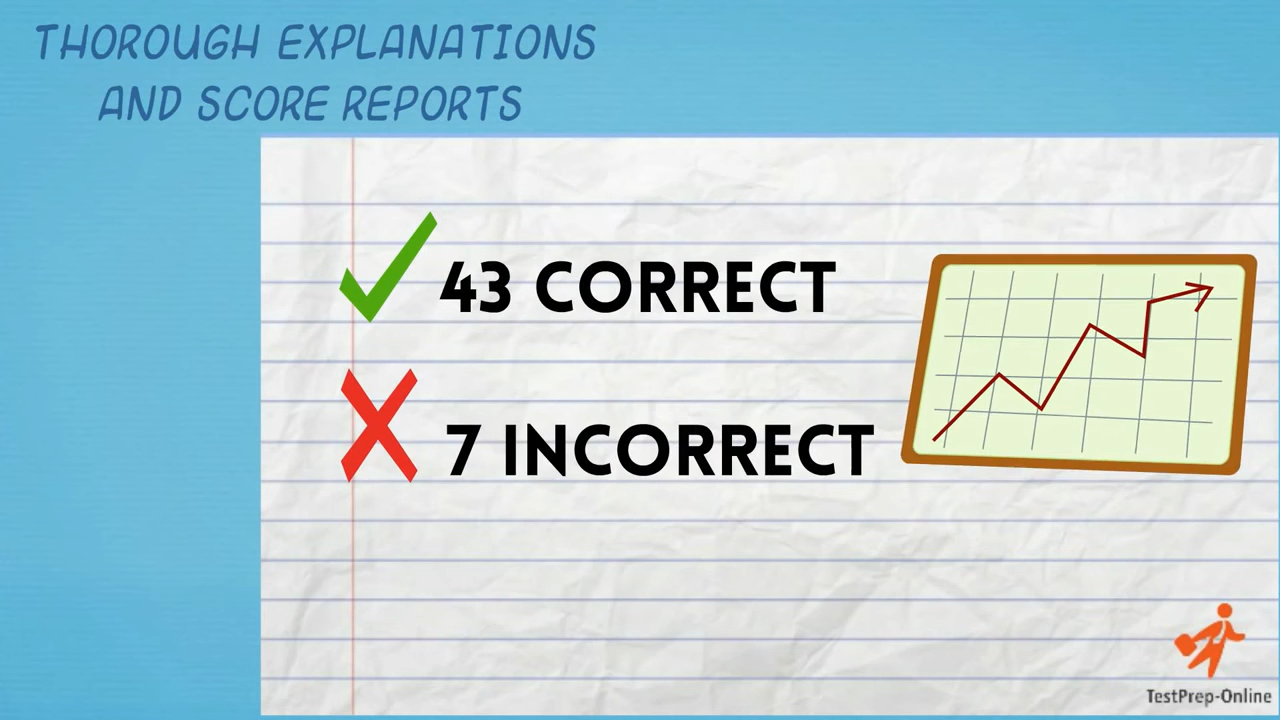 THOROUGH EXPLANATIONS
AND SCORE REPORTS
43 CORRECT
7 INCORRECT
TestPrep-Online